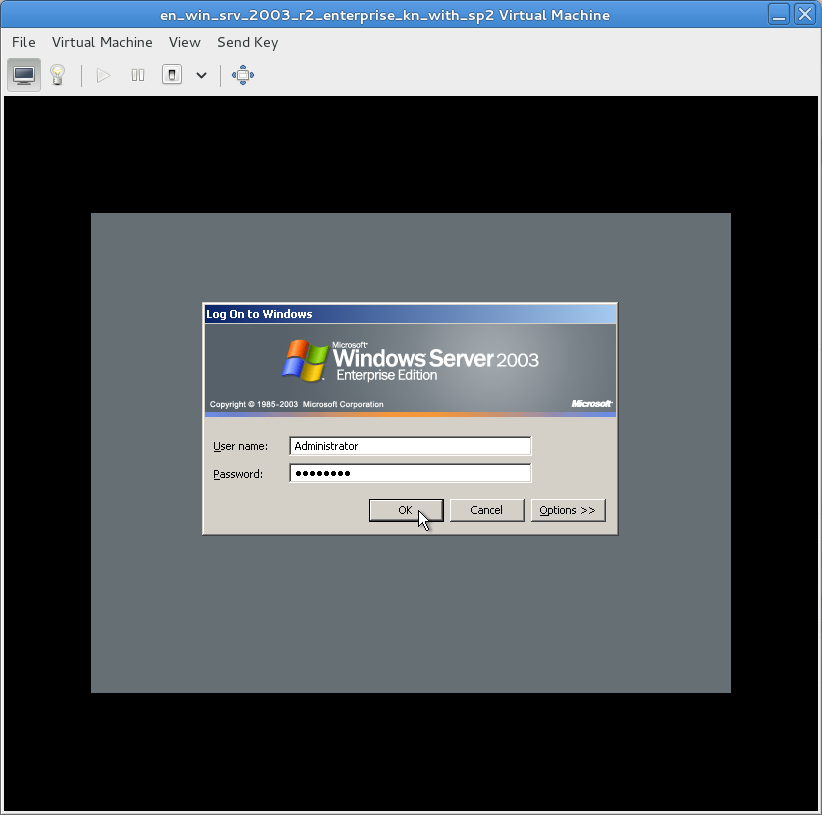 en_win_srv_2003_r2_enterprise_kn_with_sp2 Virtual Machine
File Virtual Machine View Send Key
Log On to Windows
Microsoft
Windows Server 2003
Enterprise Edition
Copyright © 1985-2003 Microsoft Corporation Microsoft
User name: Administrator
Password: ●●●●●●●●
OK Cancel Options >>